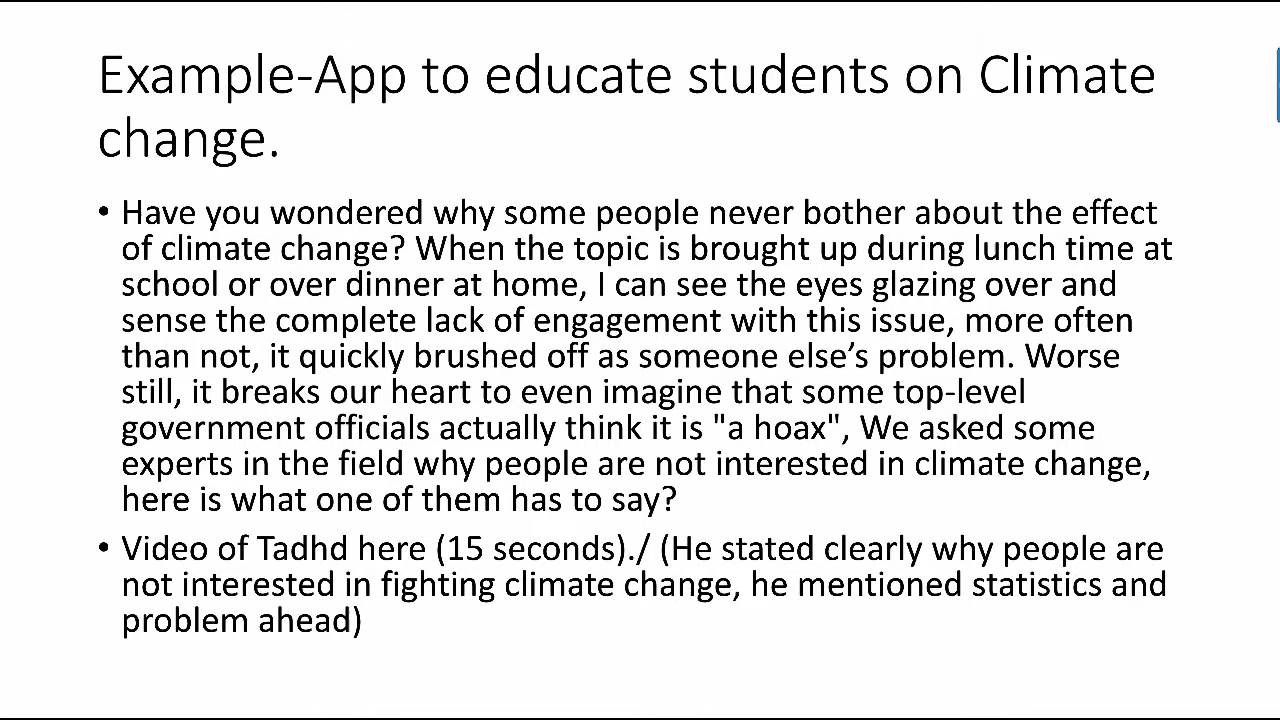 Example-App to educate students on Climate
change.
• Have you wondered why some people never bother about the effect
of climate change? When the topic is brought up during lunch time at
school or over dinner at home, I can see the eyes glazing over and
sense the complete lack of engagement with this issue, more often
than not, it quickly brushed off as someone else’s problem. Worse
still, it breaks our heart to even imagine that some top-level
government officials actually think it is "a hoax", We asked some
experts in the field why people are not interested in climate change,
here is what one of them has to say?
• Video of Tadhd here (15 seconds)./ (He stated clearly why people are
not interested in fighting climate change, he mentioned statistics and
problem ahead)